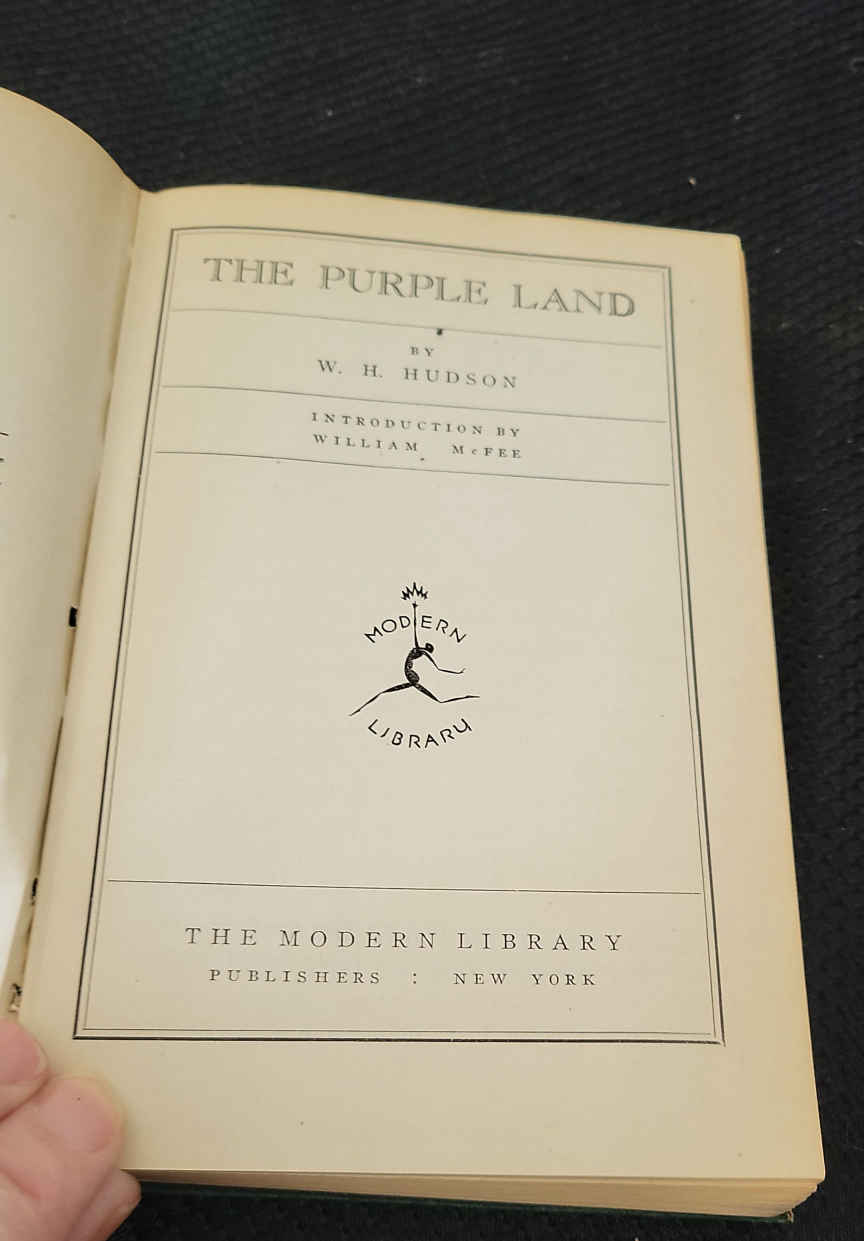 THE PURPLE LAND
BY
W. H. HUDSON
INTRODUCTION BY
WILLIAM McFEE
MODERN
LIBRARY
THE MODERN LIBRARY
PUBLISHERS : NEW YORK